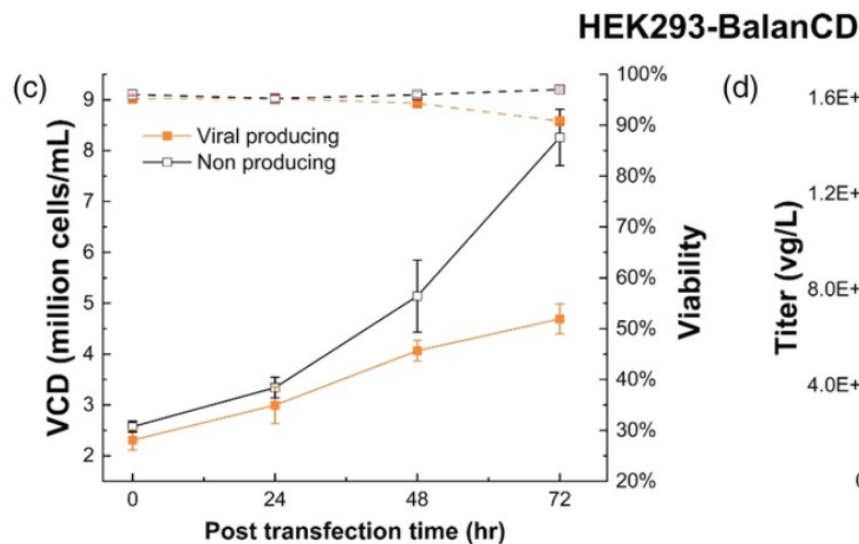 HEK293-BalanCD
(c)
VCD (million cells/mL)
9
8
7
6
5
4
3
2
Viral producing
Non producing
100%
90%
80%
70%
60%
50%
40%
30%
20%
Viability
0
24
48
72
Post transfection time (hr)
(d)
Titer (vg/L)
1.6E+
1.2E+
8.0E+
4.0E+
0